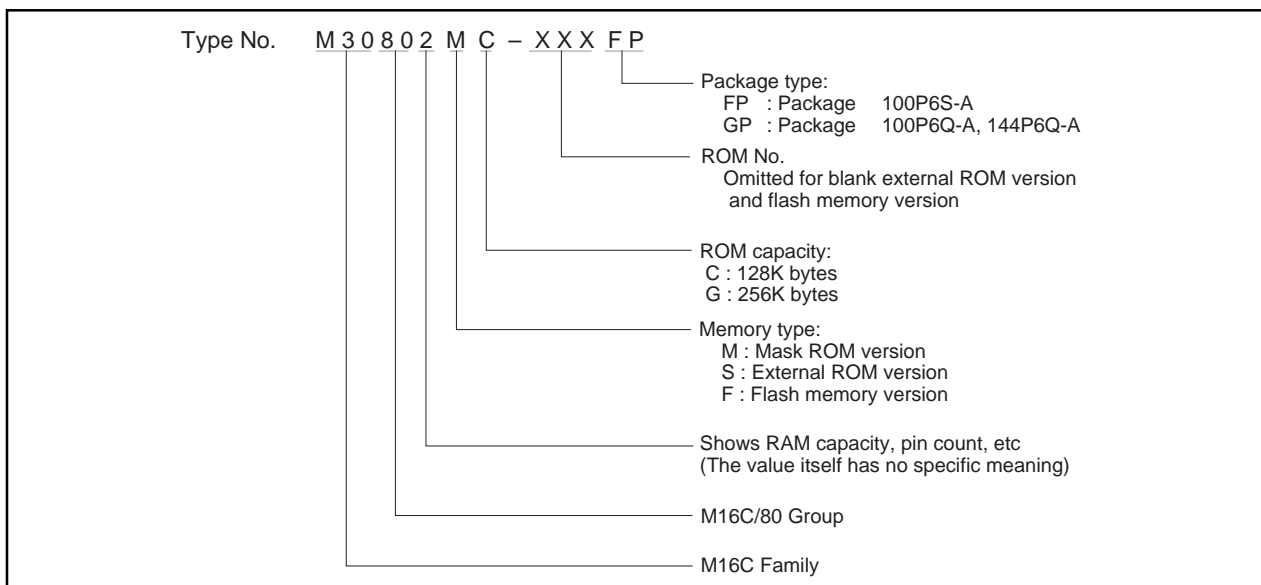 Type No. M 3 0 8 0 2 M C – X X X F P
Package type:
FP : Package 100P6S-A
GP : Package 100P6Q-A, 144P6Q-A
ROM No.
Omitted for blank external ROM version
and flash memory version
ROM capacity:
C : 128K bytes
G : 256K bytes
Memory type:
M : Mask ROM version
S : External ROM version
F : Flash memory version
Shows RAM capacity, pin count, etc
(The value itself has no specific meaning)
M16C/80 Group
M16C Family